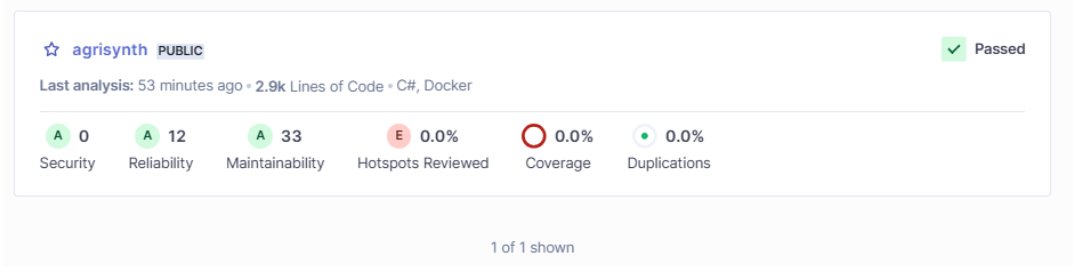 agrisynth PUBLIC Passed
Last analysis: 53 minutes ago • 2.9k Lines of Code • C#, Docker
A 0 A 12 A 33 E 0.0% 0.0% 0.0%
Security Reliability Maintainability Hotspots Reviewed Coverage Duplications
1 of 1 shown